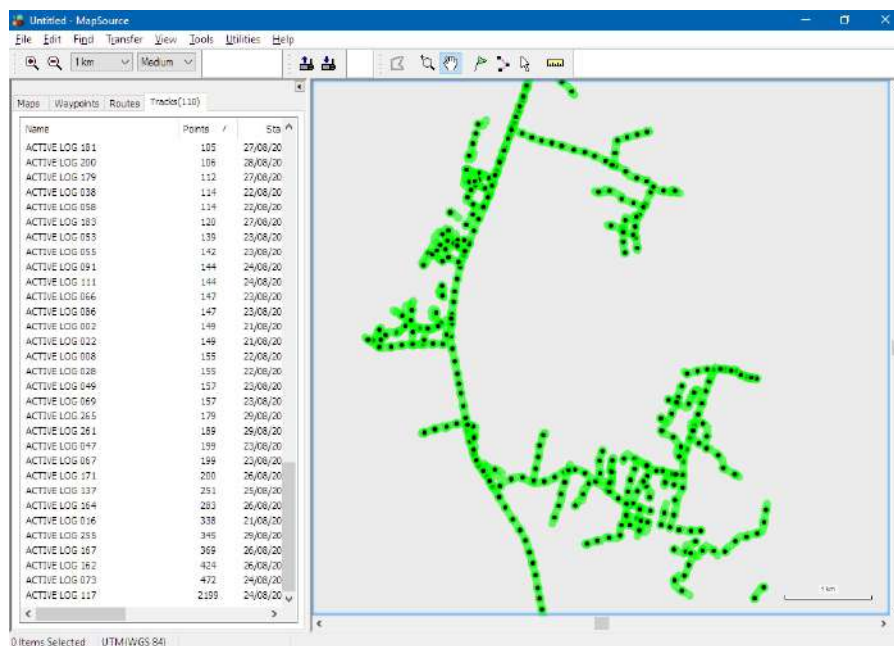 Untitled - MapSource
File Edit Find Transfer View Tools Utilities Help
1 km Medium
Maps Waypoints Routes Tracks(110)
Name Points Sta
ACTIVE LOG 181 105 27/08/20
ACTIVE LOG 200 106 28/08/20
ACTIVE LOG 179 112 27/08/20
ACTIVE LOG 038 114 22/08/20
ACTIVE LOG 058 114 22/08/20
ACTIVE LOG 183 120 27/08/20
ACTIVE LOG 053 139 23/08/20
ACTIVE LOG 055 142 23/08/20
ACTIVE LOG 091 144 24/08/20
ACTIVE LOG 111 144 24/08/20
ACTIVE LOG 066 147 23/08/20
ACTIVE LOG 086 147 23/08/20
ACTIVE LOG 002 149 21/08/20
ACTIVE LOG 022 149 21/08/20
ACTIVE LOG 008 155 22/08/20
ACTIVE LOG 028 155 22/08/20
ACTIVE LOG 049 157 23/08/20
ACTIVE LOG 069 157 23/08/20
ACTIVE LOG 265 179 29/08/20
ACTIVE LOG 261 189 29/08/20
ACTIVE LOG 047 199 23/08/20
ACTIVE LOG 067 199 23/08/20
ACTIVE LOG 171 200 26/08/20
ACTIVE LOG 137 251 25/08/20
ACTIVE LOG 164 283 26/08/20
ACTIVE LOG 016 338 21/08/20
ACTIVE LOG 255 345 29/08/20
ACTIVE LOG 167 369 26/08/20
ACTIVE LOG 162 424 26/08/20
ACTIVE LOG 073 472 24/08/20
ACTIVE LOG 117 2199 24/08/20
1 km
0 Items Selected UTM(WGS 84)